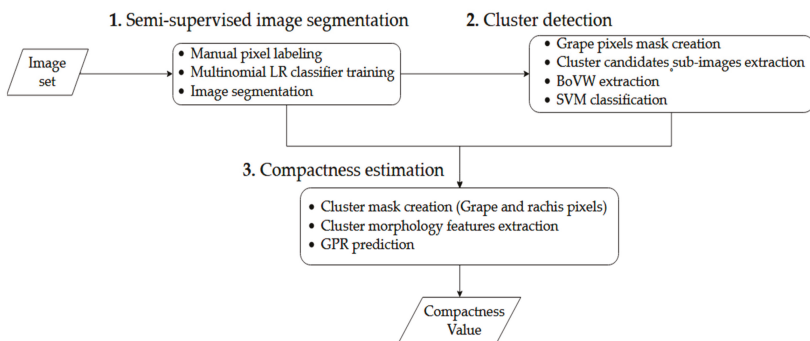 1. Semi-supervised image segmentation
Image
set
• Manual pixel labeling
• Multinomial LR classifier training
• Image segmentation
2. Cluster detection
• Grape pixels mask creation
• Cluster candidates sub-images extraction
• BoVW extraction
• SVM classification
3. Compactness estimation
• Cluster mask creation (Grape and rachis pixels)
• Cluster morphology features extraction
• GPR prediction
Compactness
Value